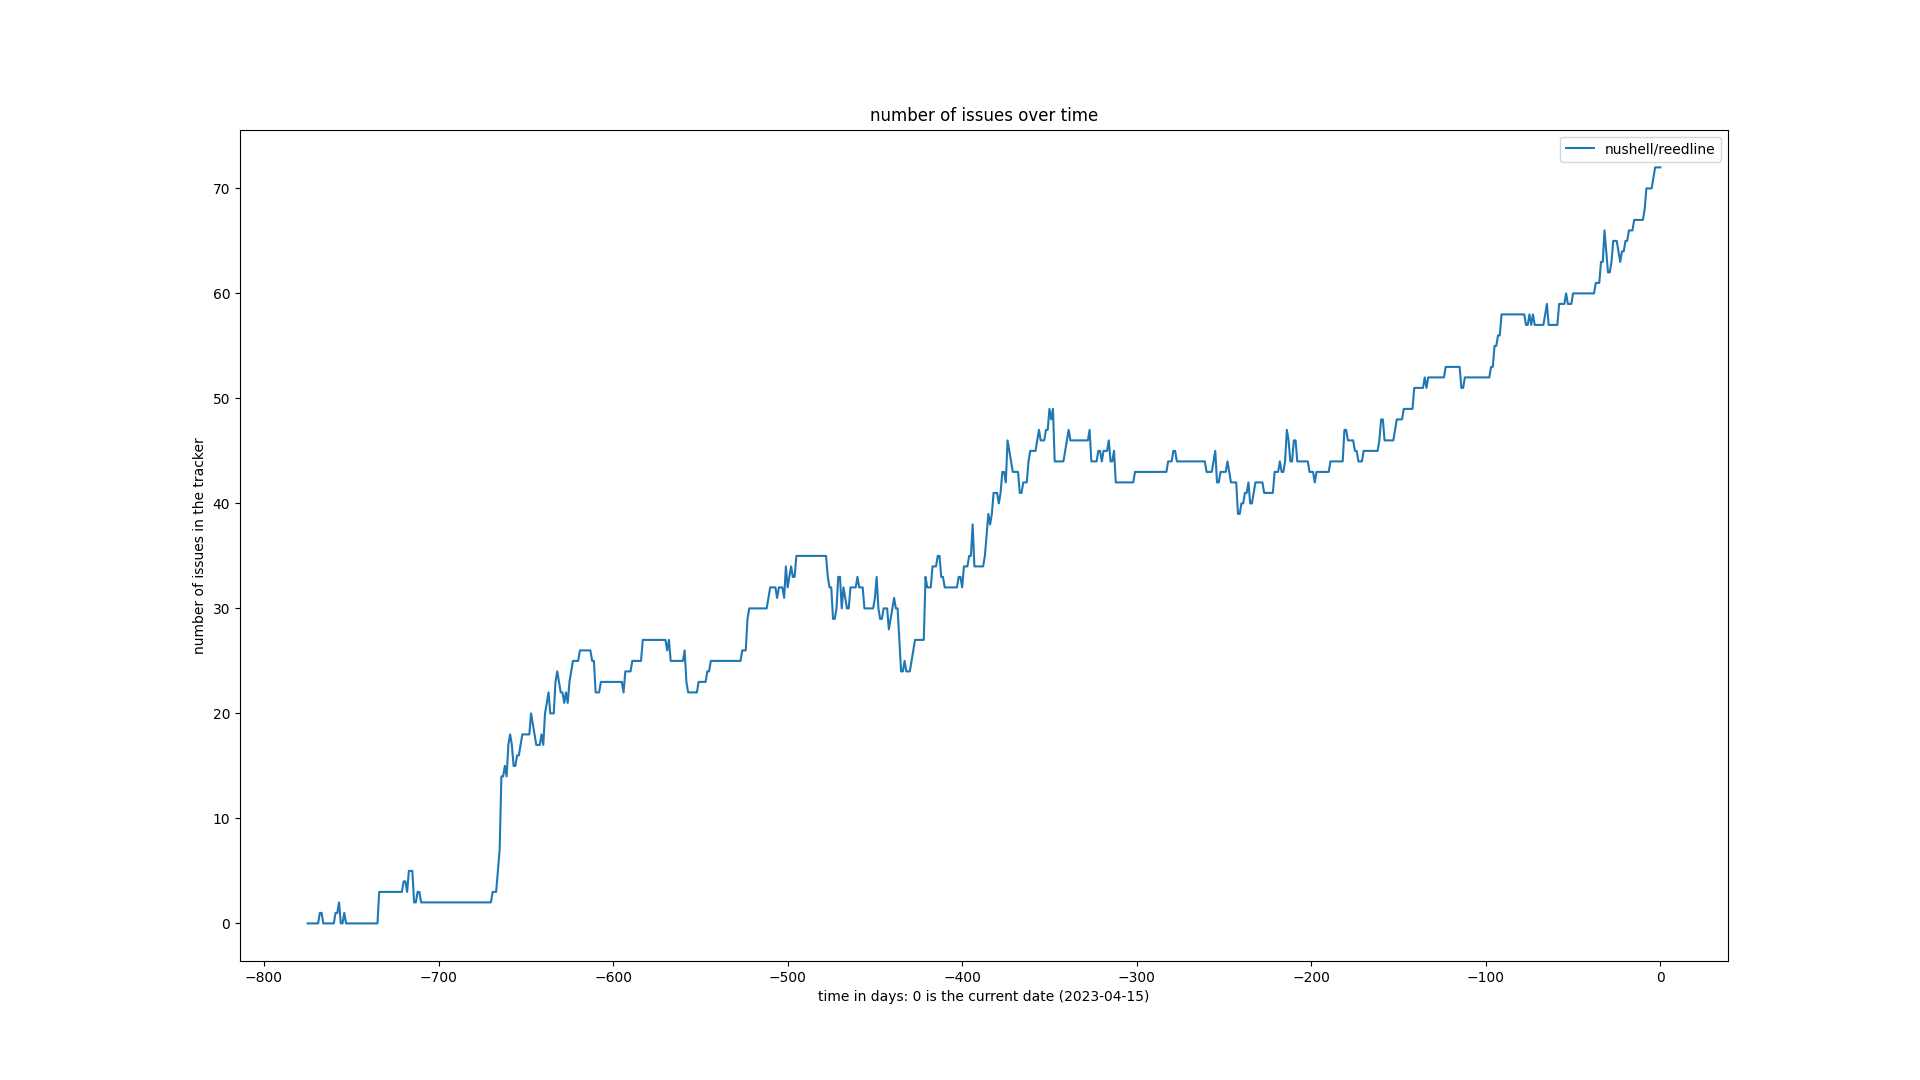 number of issues over time
nushell/reedline
70
60
50
40
30
20
10
0
number of issues in the tracker
−800 −700 −600 −500 −400 −300 −200 −100 0
time in days: 0 is the current date (2023-04-15)